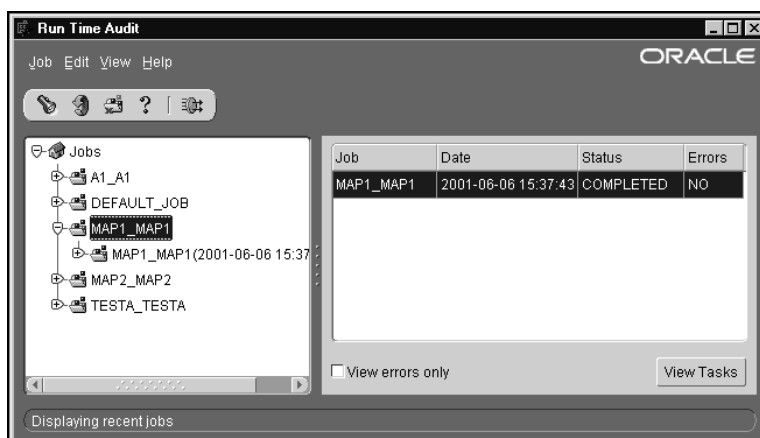 Run Time Audit
Job Edit View Help
ORACLE
?
Jobs
A1_A1
DEFAULT_JOB
MAP1_MAP1
MAP1_MAP1(2001-06-06 15:37
MAP2_MAP2
TESTA_TESTA
Job Date Status Errors
MAP1_MAP1 2001-06-06 15:37:43 COMPLETED NO
View errors only
View Tasks
Displaying recent jobs